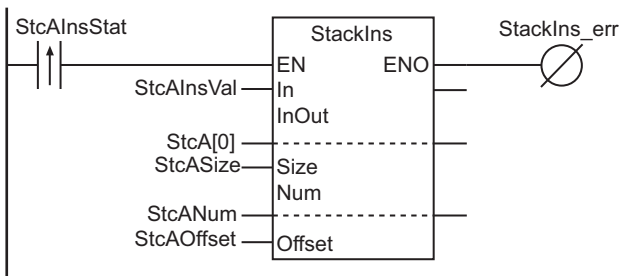 StcAInsStat
StackIns
StackIns_err
EN ENO
StcAInsVal In
InOut
StcA[0]
StcASize Size
Num
StcANum
StcAOffset Offset